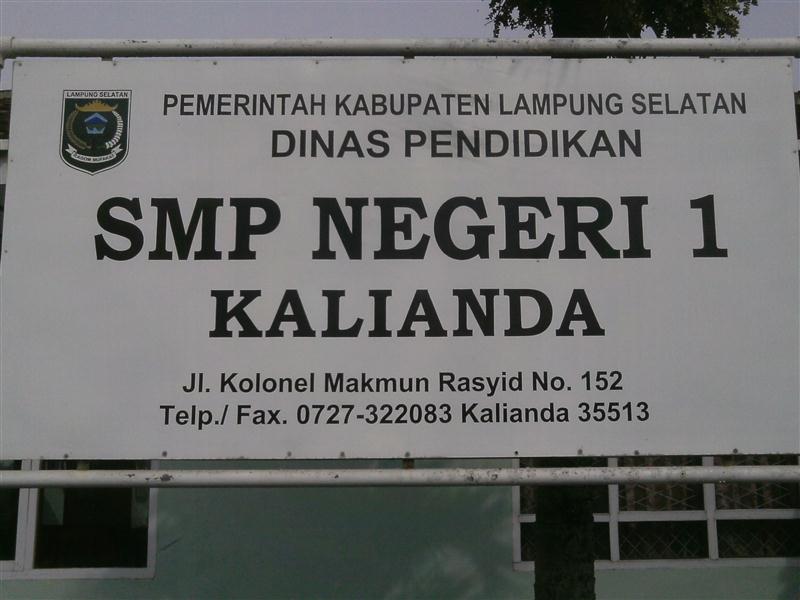 LAMPUNG SELATAN
PEMERINTAH KABUPATEN LAMPUNG SELATAN
DINAS PENDIDIKAN
SMP NEGERI 1
KALIANDA
Jl. Kolonel Makmun Rasyid No. 152
Telp./ Fax. 0727-322083 Kalianda 35513